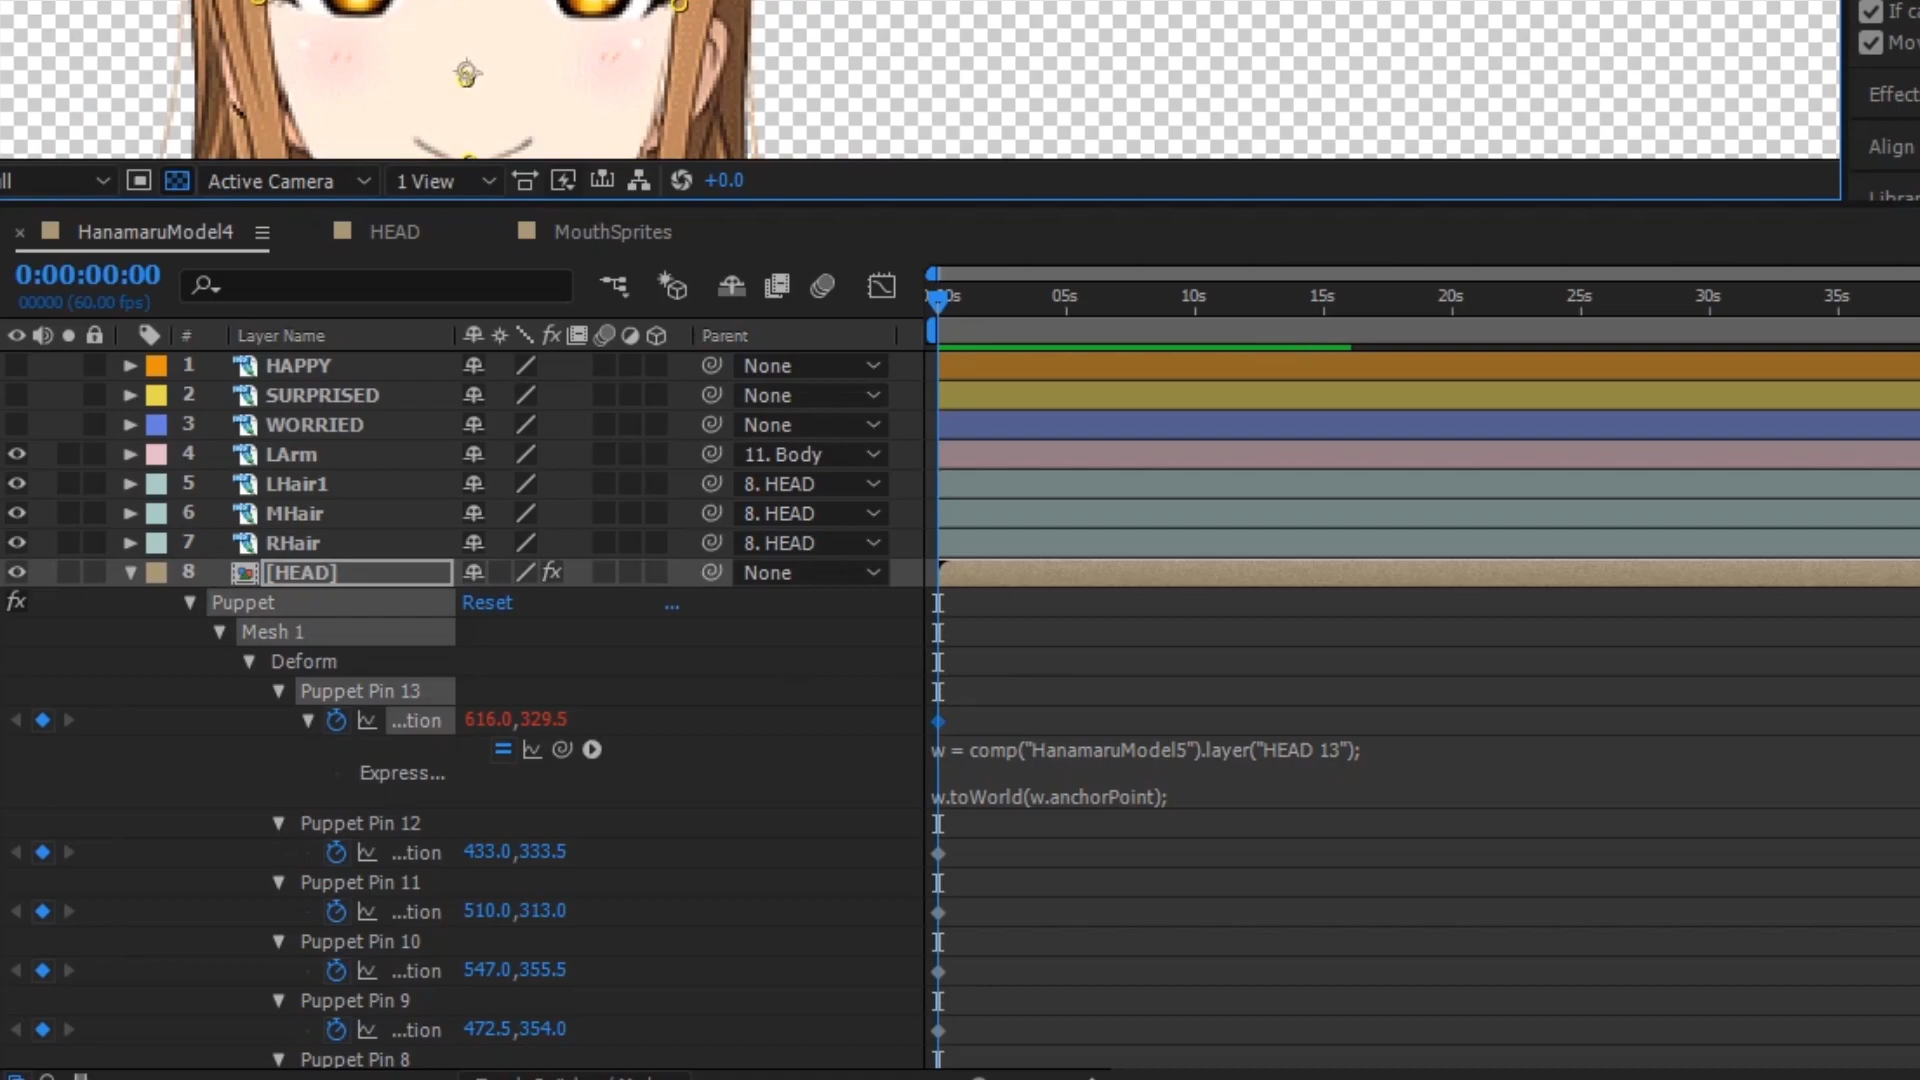 If
Mov
Effect
Align
Active Camera
1 View
+0.0
HanamaruModel4
HEAD
MouthSprites
0:00:00:00
00000 (60.00 fps)
05s 10s 15s 20s 25s 30s 35s
# Layer Name Parent
1 HAPPY None
2 SURPRISED None
3 WORRIED None
4 LArm 11. Body
5 LHair1 8. HEAD
6 MHair 8. HEAD
7 RHair 8. HEAD
8 [HEAD] fx None
fx Puppet Reset ...
Mesh 1
Deform
Puppet Pin 13
...tion 616.0,329.5
w = comp("HanamaruModel5").layer("HEAD 13");
Express...
w.toWorld(w.anchorPoint);
Puppet Pin 12
...tion 433.0,333.5
Puppet Pin 11
...tion 510.0,313.0
Puppet Pin 10
...tion 547.0,355.5
Puppet Pin 9
...tion 472.5,354.0
Puppet Pin 8